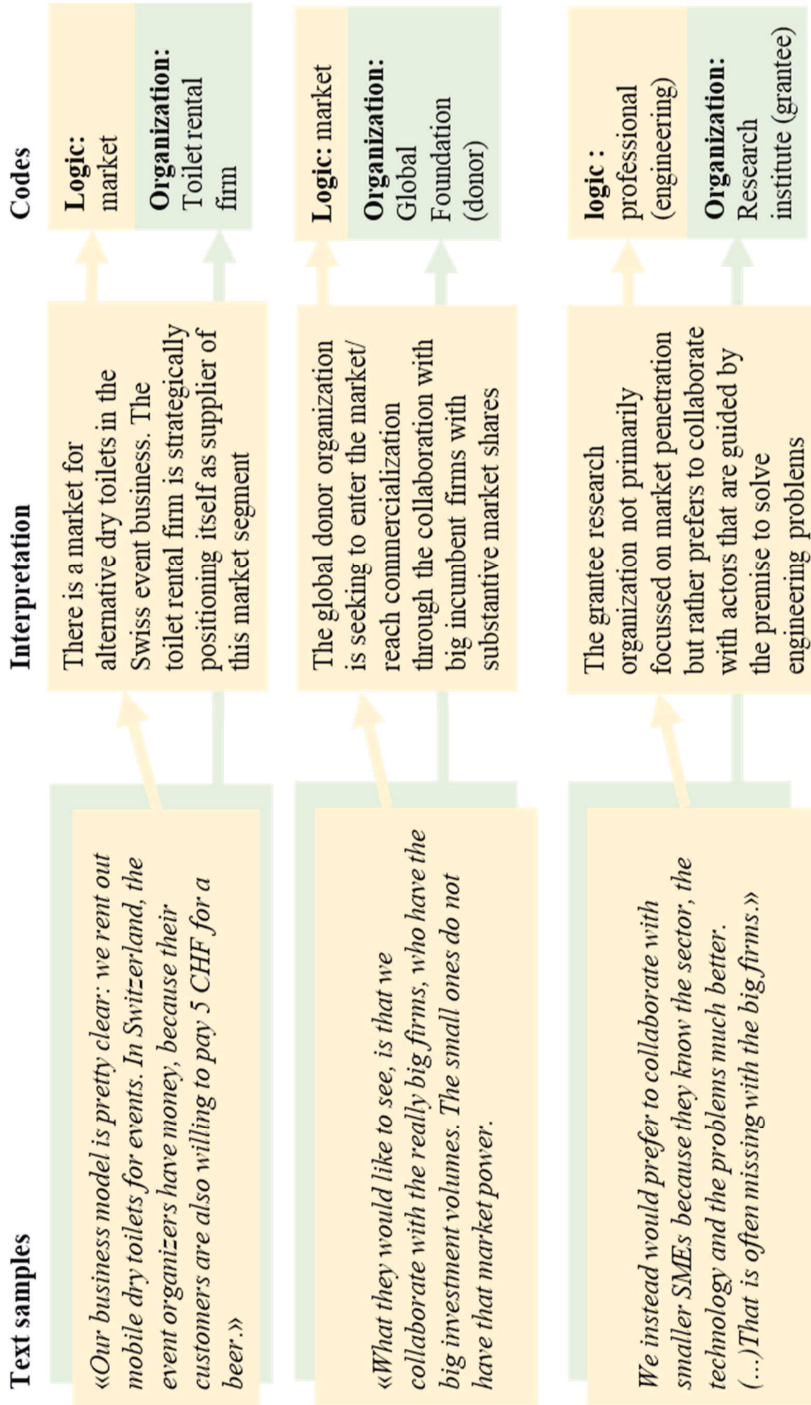 Text samples
Interpretation
Codes
«Our business model is pretty clear: we rent out
mobile dry toilets for events. In Switzerland, the
event organizers have money, because their
customers are also willing to pay 5 CHF for a
beer.»
There is a market for
alternative dry toilets in the
Swiss event business. The
toilet rental firm is strategically
positioning itself as supplier of
this market segment
Logic:
market
Organization:
Toilet rental
firm
«What they would like to see, is that we
collaborate with the really big firms, who have the
big investment volumes. The small ones do not
have that market power.
The global donor organization
is seeking to enter the market/
reach commercialization
through the collaboration with
big incumbent firms with
substantive market shares
Logic: market
Organization:
Global
Foundation
(donor)
We instead would prefer to collaborate with
smaller SMEs because they know the sector, the
technology and the problems much better.
(…)That is often missing with the big firms.»
The grantee research
organization not primarily
focussed on market penetration
but rather prefers to collaborate
with actors that are guided by
the premise to solve
engineering problems
logic :
professional
(engineering)
Organization:
Research
institute (grantee)